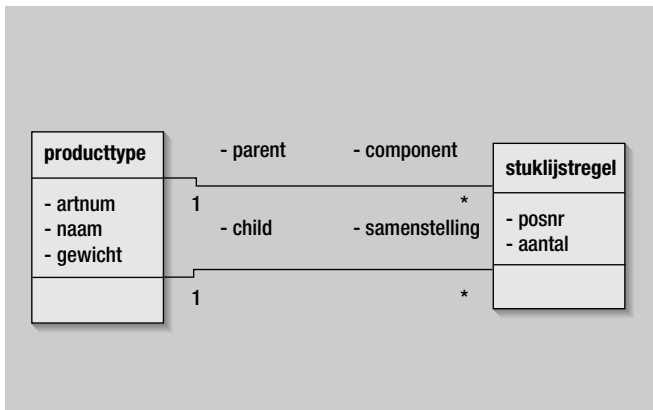 producttype
- artnum
- naam
- gewicht
- parent
- component
1
*
- child
- samenstelling
1
*
stuklijstregel
- posnr
- aantal